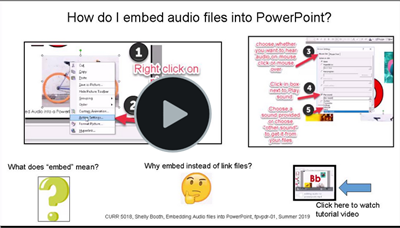 How do I embed audio files into PowerPoint?
1
Right click on
Cut
Copy
Paste
2
3
choose whether
you want to hear
audio on mouse
click or mouse
over
4
Click in box
next to Play
sound
5
Choose a
sound provided
or choose
"other sound"
to get it from
your files
What does "embed" mean?
Why embed instead of link files?
Bb
Click here to watch
tutorial video
CURR 5018, Shelly Booth, Embedding Audio files into PowerPoint, fpvpdl-01, Summer 2019